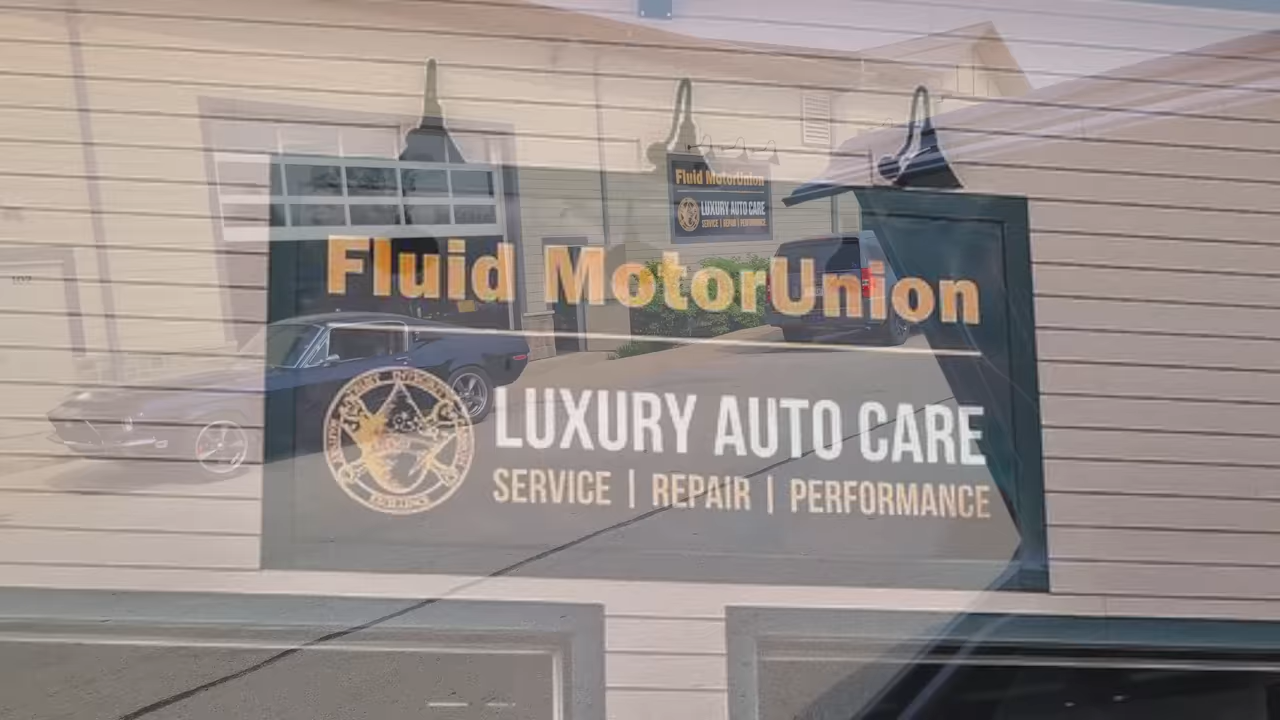 Fluid MotorUnion
LUXURY AUTO CARE
SERVICE | REPAIR | PERFORMANCE
Fluid MotorUnion
LUXURY AUTO CARE
SERVICE | REPAIR | PERFORMANCE